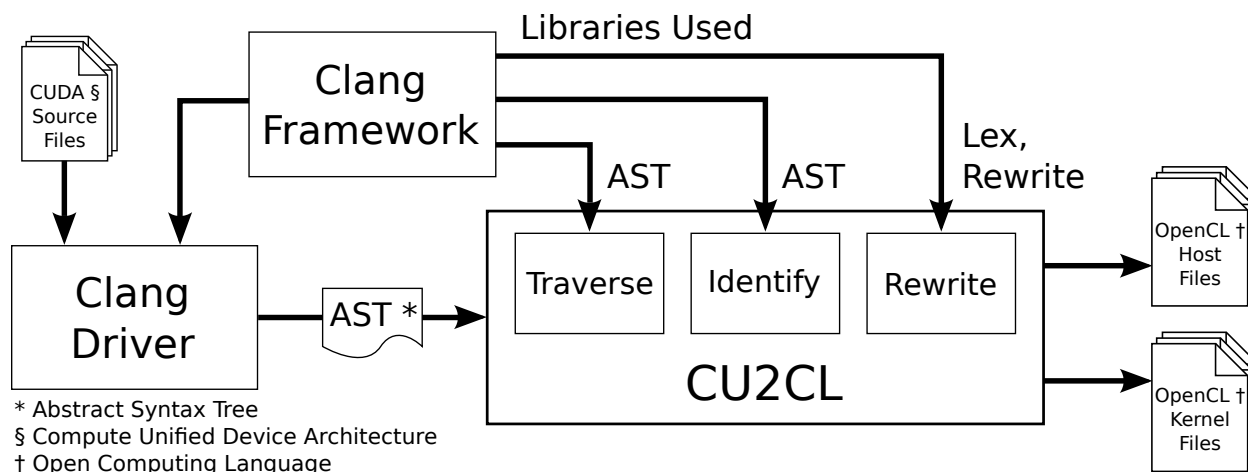 Libraries Used
CUDA §
Source
Files
Clang
Framework
AST
AST
Lex,
Rewrite
OpenCL †
Host
Files
Clang
Driver
AST *
Traverse
Identify
Rewrite
CU2CL
OpenCL †
Kernel
Files
* Abstract Syntax Tree
§ Compute Unified Device Architecture
† Open Computing Language